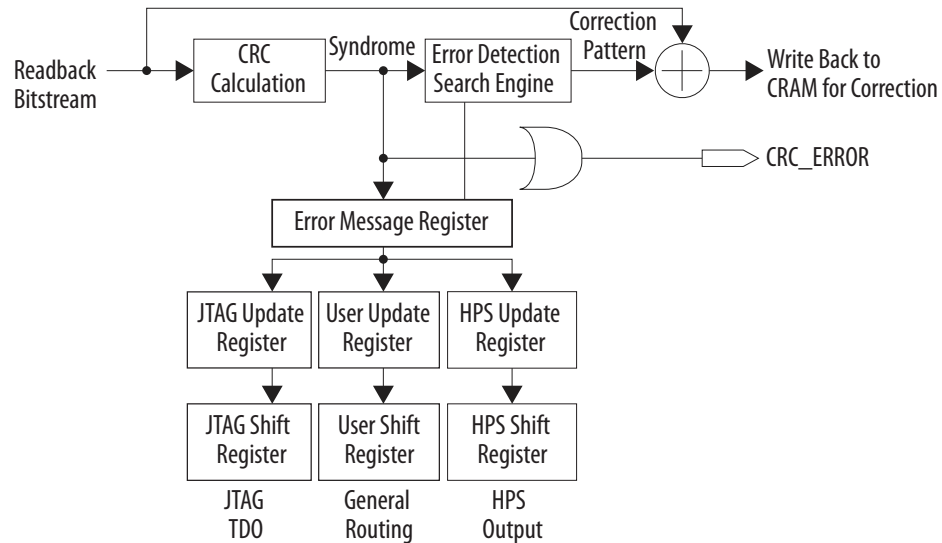 Readback
Bitstream
CRC
Calculation
Syndrome
Error Detection
Search Engine
Correction
Pattern
Write Back to
CRAM for Correction
CRC_ERROR
Error Message Register
JTAG Update
Register
User Update
Register
HPS Update
Register
JTAG Shift
Register
User Shift
Register
HPS Shift
Register
JTAG
TDO
General
Routing
HPS
Output